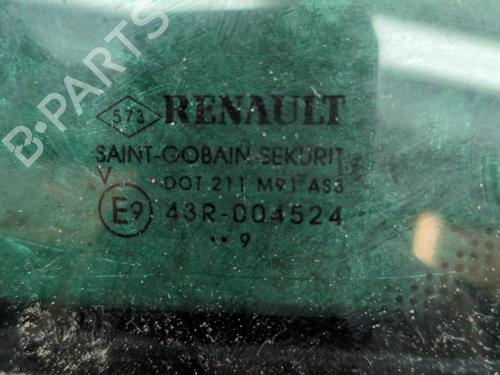 B-PARTS
573 RENAULT
SAINT-GOBAIN SEKURIT
V
DOT 211 M91 AS3
E9 43R-004524
•• 9